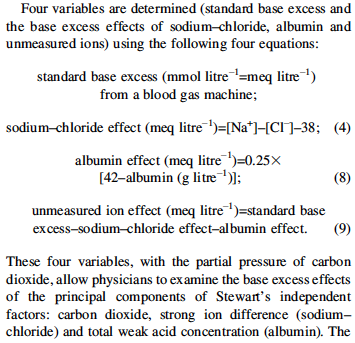 Four variables are determined (standard base excess and
the base excess effects of sodium–chloride, albumin and
unmeasured ions) using the following four equations:
standard base excess (mmol litre⁻¹=meq litre⁻¹)
from a blood gas machine;
sodium–chloride effect (meq litre⁻¹)=[Na⁺]–[Cl⁻]–38; (4)
albumin effect (meq litre⁻¹)=0.25×
[42–albumin (g litre⁻¹)]; (8)
unmeasured ion effect (meq litre⁻¹)=standard base
excess–sodium–chloride effect–albumin effect. (9)
These four variables, with the partial pressure of carbon
dioxide, allow physicians to examine the base excess effects
of the principal components of Stewart's independent
factors: carbon dioxide, strong ion difference (sodium–
chloride) and total weak acid concentration (albumin). The